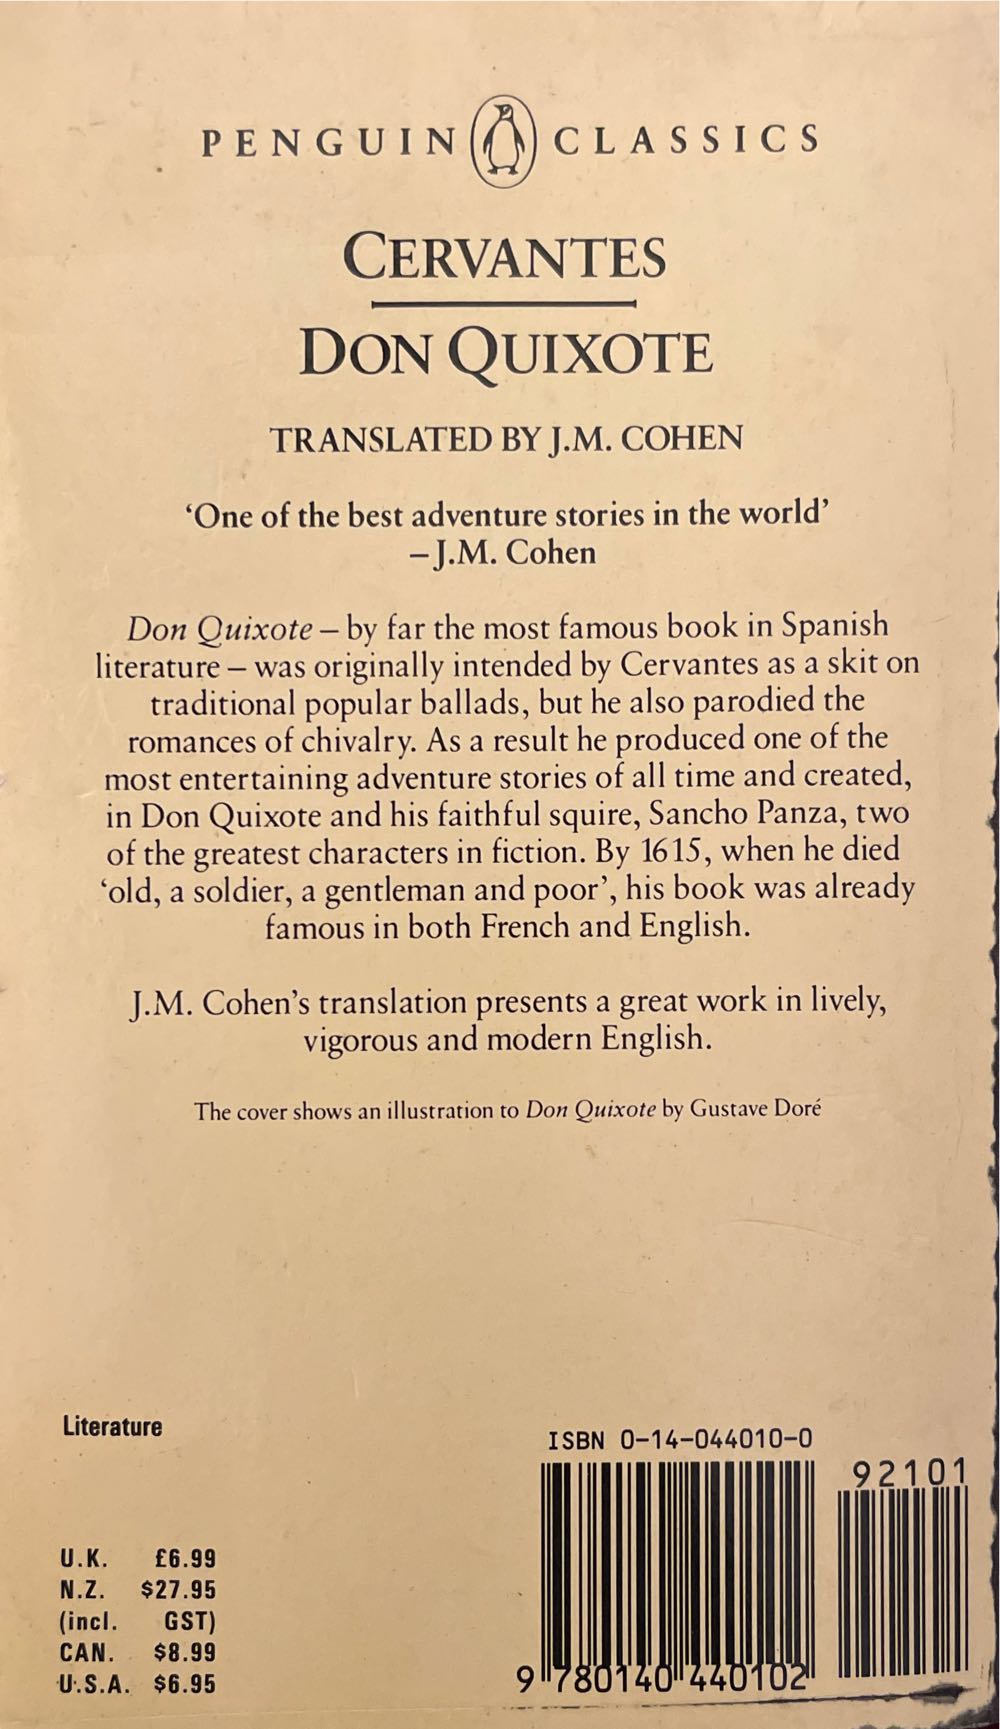 PENGUIN CLASSICS
CERVANTES
DON QUIXOTE
TRANSLATED BY J.M. COHEN
‘One of the best adventure stories in the world’
– J.M. Cohen
Don Quixote – by far the most famous book in Spanish
literature – was originally intended by Cervantes as a skit on
traditional popular ballads, but he also parodied the
romances of chivalry. As a result he produced one of the
most entertaining adventure stories of all time and created,
in Don Quixote and his faithful squire, Sancho Panza, two
of the greatest characters in fiction. By 1615, when he died
‘old, a soldier, a gentleman and poor’, his book was already
famous in both French and English.
J.M. Cohen’s translation presents a great work in lively,
vigorous and modern English.
The cover shows an illustration to Don Quixote by Gustave Doré
Literature
U.K. £6.99
N.Z. $27.95
(incl. GST)
CAN. $8.99
U.S.A. $6.95
ISBN 0-14-044010-0
92101
9 780140 440102